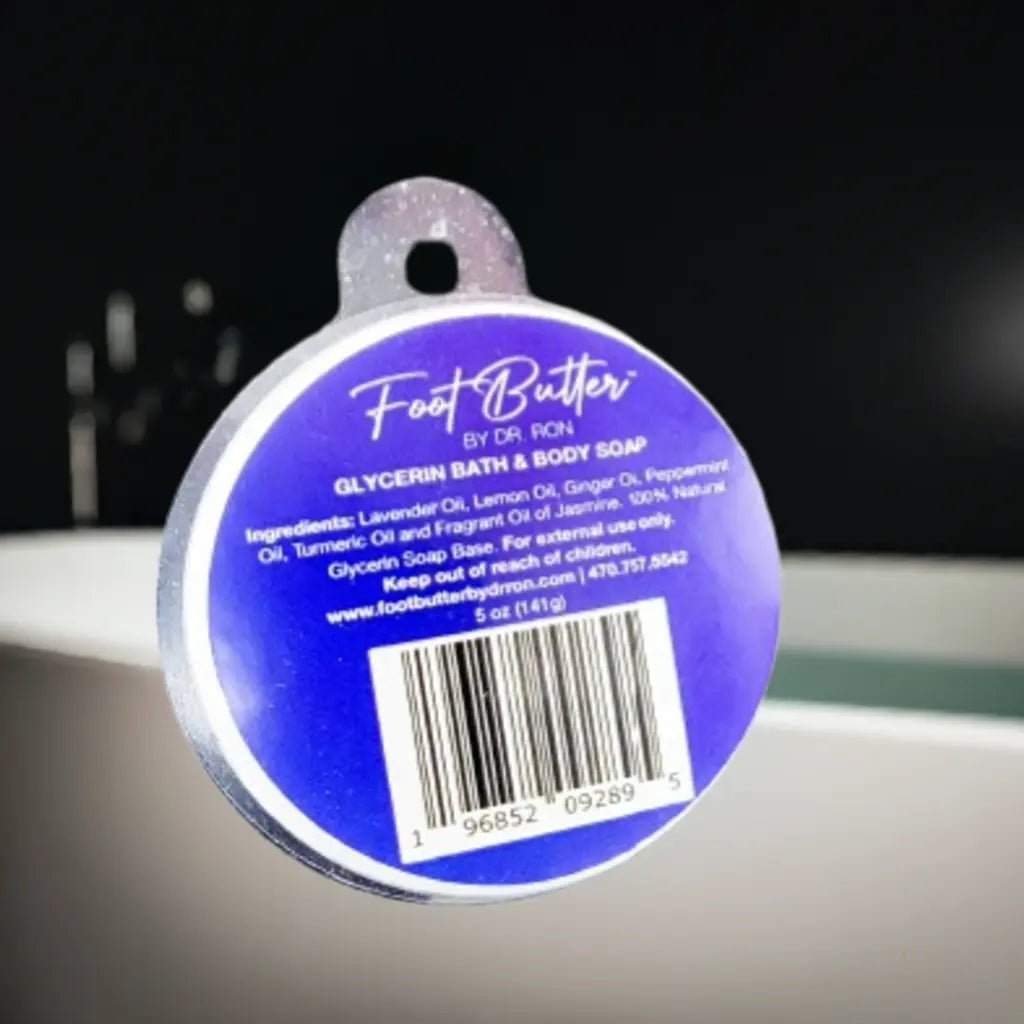 Foot Butter™
BY DR. RON
GLYCERIN BATH & BODY SOAP
Ingredients: Lavender Oil, Lemon Oil, Ginger Oi, Peppermint
Oil, Turmeric Oil and Fragrant Oil of Jasmine. 100% Natural
Glycerin Soap Base. For external use only.
Keep out of reach of children.
www.footbutterbydrron.com | 470.757.5542
5 oz (141g)
1 96852 09289 5